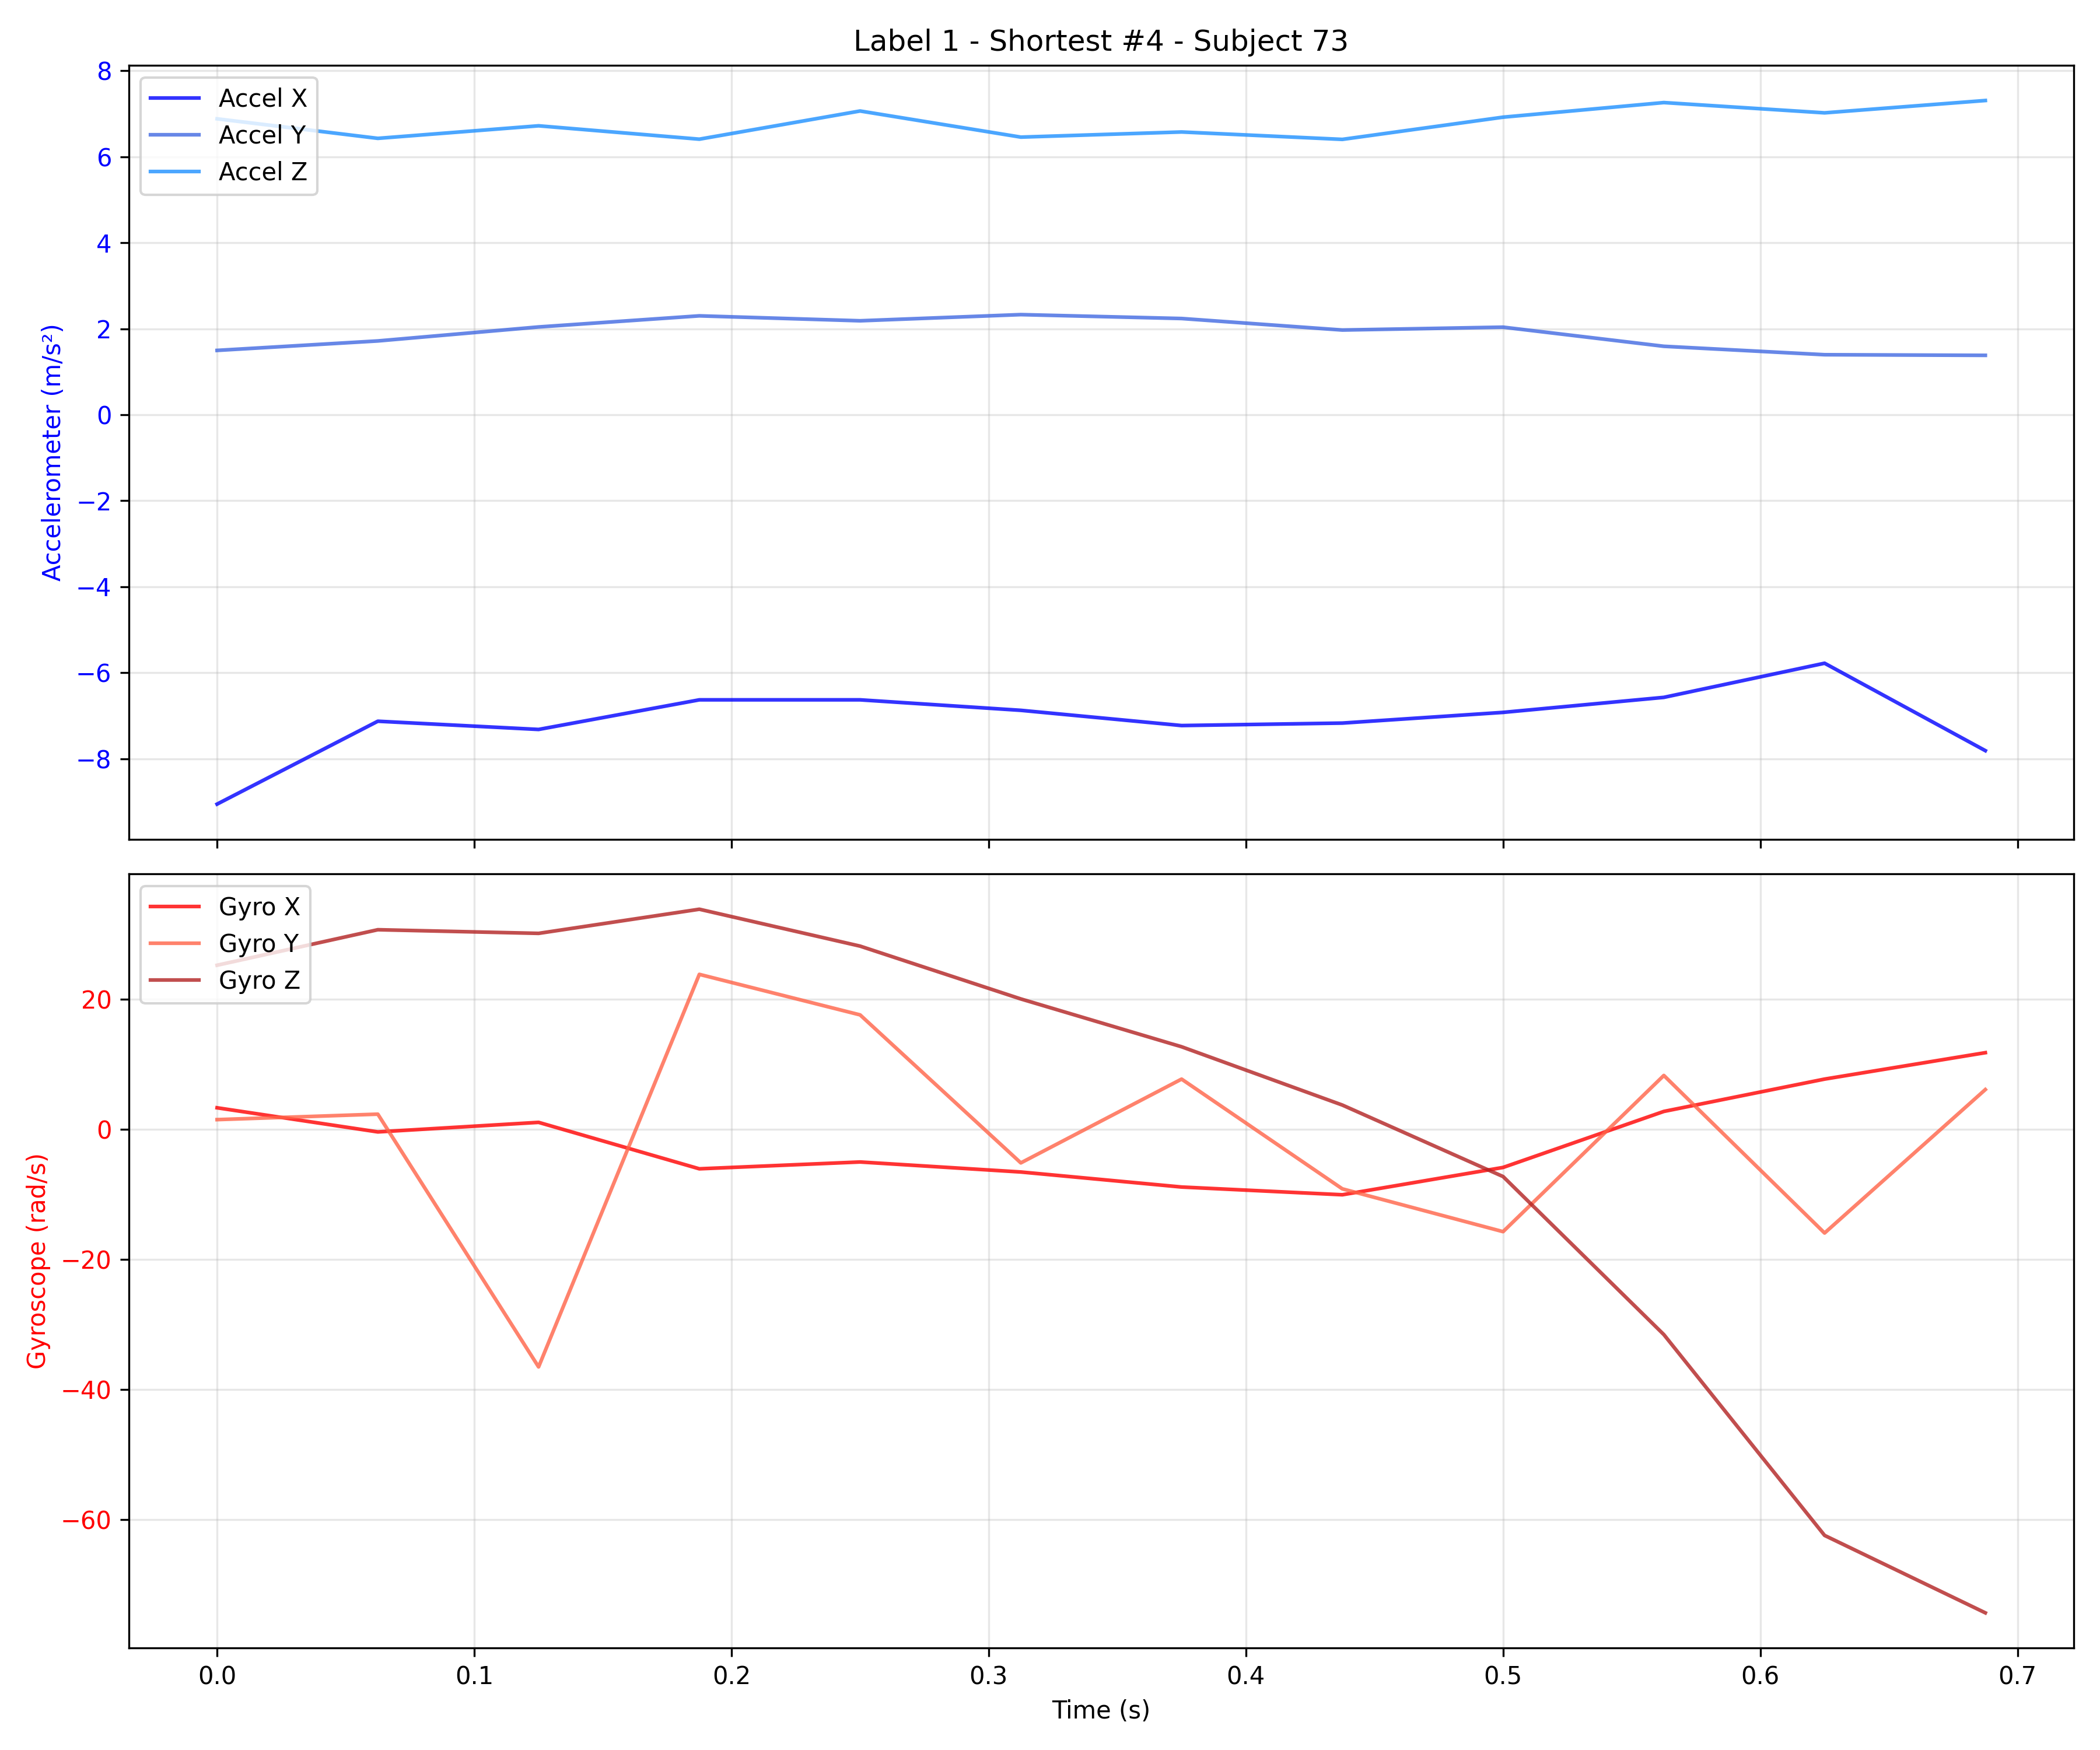 Label 1 - Shortest #4 - Subject 73
8
6
4
2
0
−2
−4
−6
−8
Accelerometer (m/s²)
Accel X
Accel Y
Accel Z
20
0
−20
−40
−60
Gyroscope (rad/s)
Gyro X
Gyro Y
Gyro Z
0.0 0.1 0.2 0.3 0.4 0.5 0.6 0.7
Time (s)